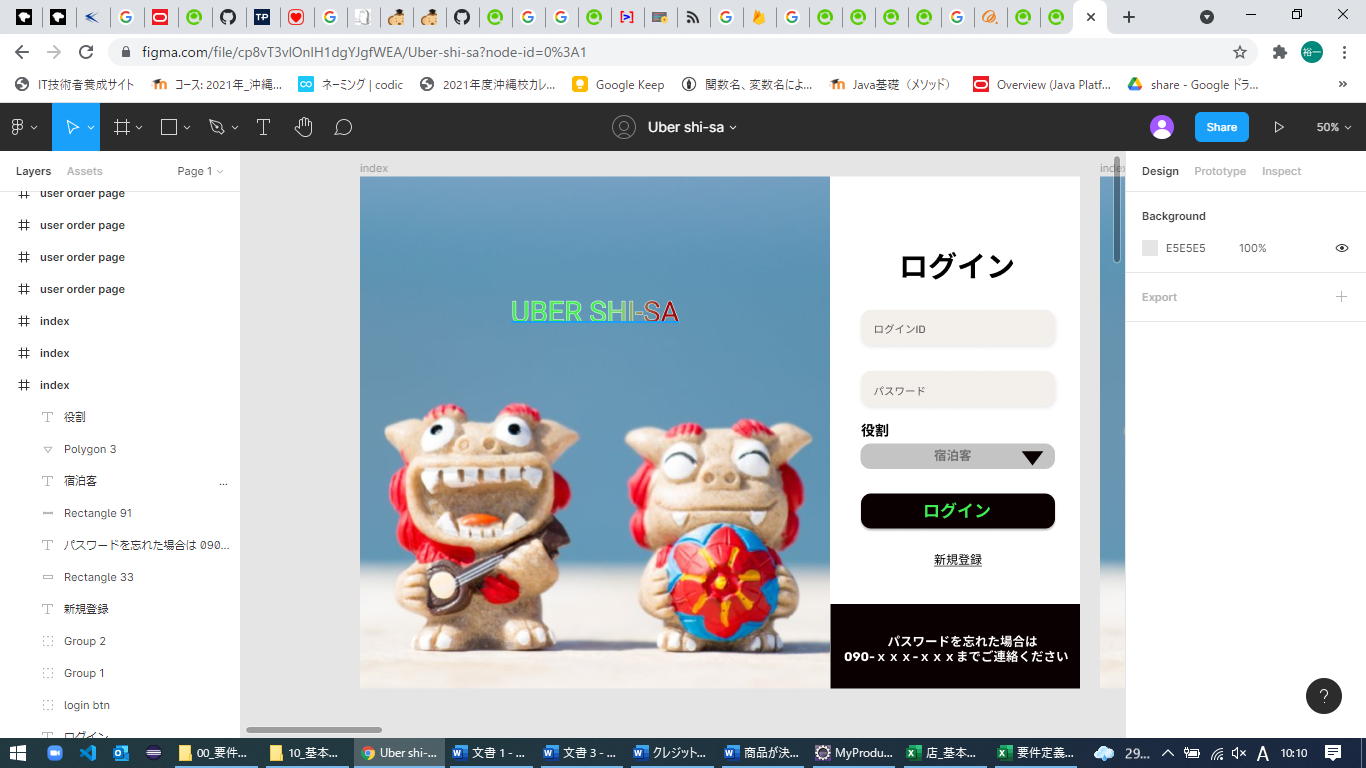 figma.com/file/cp8vT3vlOnIH1dgYJgfWEA/Uber-shi-sa?node-id=0%3A1
裕一
IT技術者養成サイト
コース: 2021年_沖縄...
ネーミング | codic
2021年度沖縄校カレ...
Google Keep
関数名、変数名によ...
Java基礎（メソッド）
Overview (Java Platf...
share - Google ドラ...
Uber shi-sa
Share
50%
Layers
Assets
Page 1
user order page
user order page
user order page
user order page
index
index
index
役割
Polygon 3
宿泊客
...
Rectangle 91
パスワードを忘れた場合は 090...
Rectangle 33
新規登録
Group 2
Group 1
login btn
ログイン
index
index
UBER SHI-SA
ログイン
ログインID
パスワード
役割
宿泊客
ログイン
新規登録
パスワードを忘れた場合は
090-ｘｘｘ-ｘｘｘまでご連絡ください
Design
Prototype
Inspect
Background
E5E5E5
100%
Export
?
00_要件...
10_基本...
Uber shi-...
文書 1 - ...
文書 3 - ...
クレジット...
商品が決...
MyProdu...
店_基本...
要件定義...
29...
A
10:10